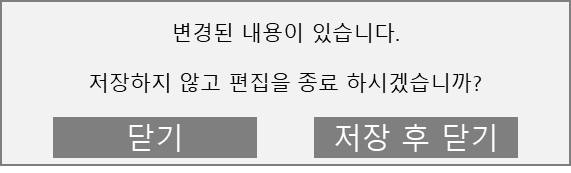 변경된 내용이 있습니다.
저장하지 않고 편집을 종료 하시겠습니까?
닫기
저장 후 닫기